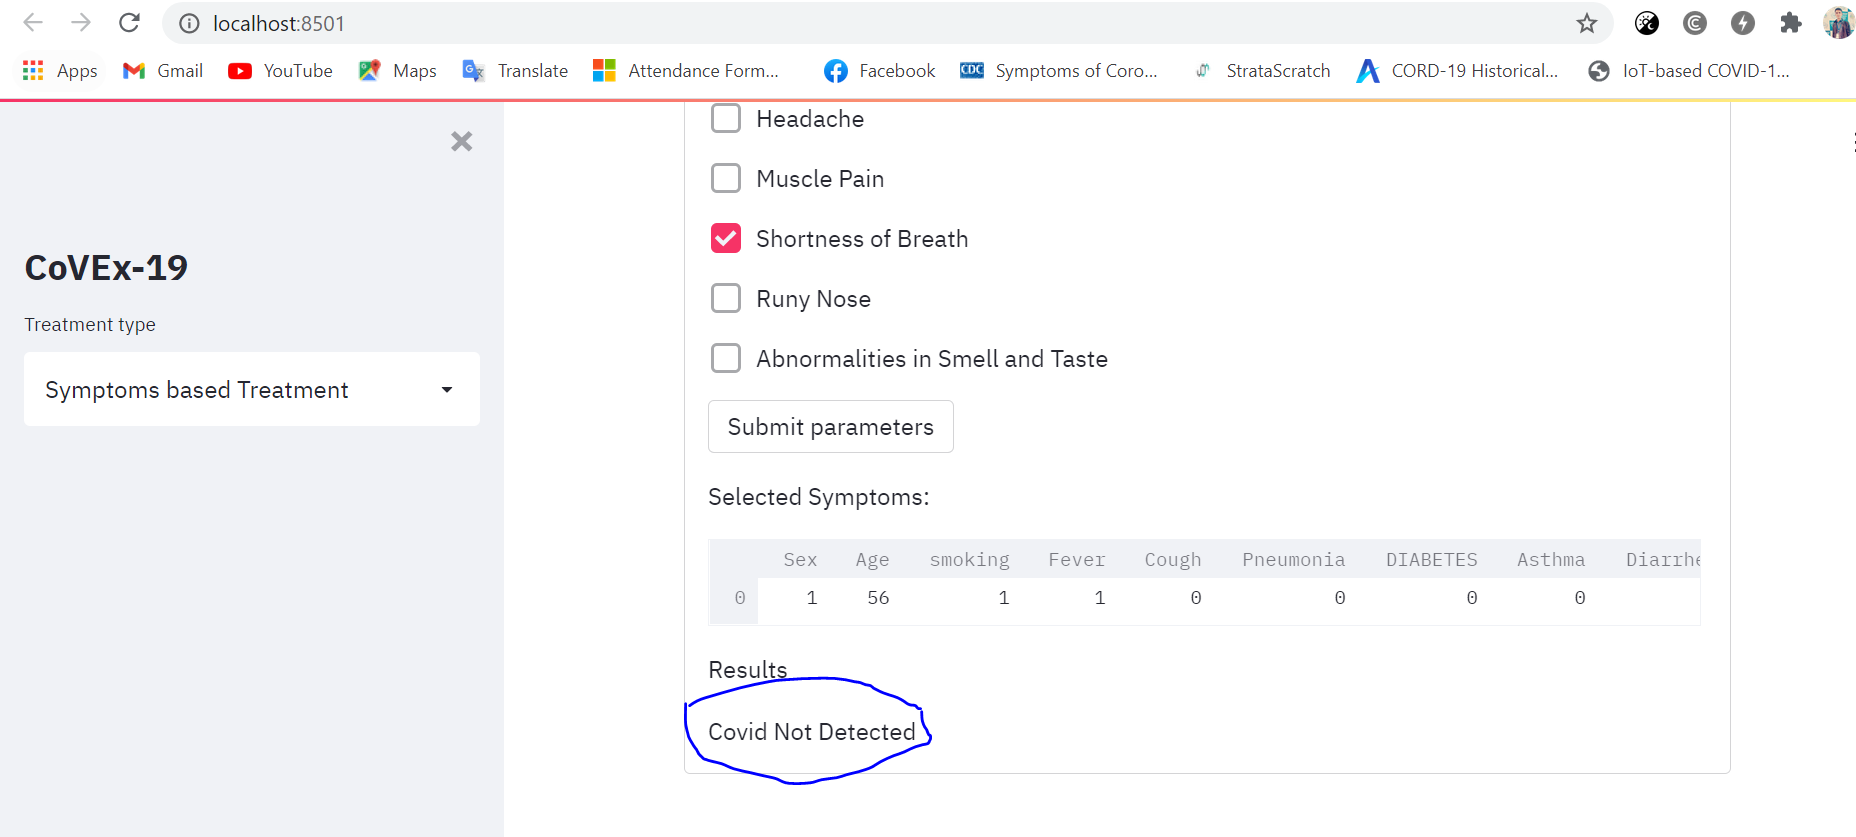 localhost:8501
Apps Gmail YouTube Maps Translate Attendance Form... Facebook CDC Symptoms of Coro... StrataScratch CORD-19 Historical... IoT-based COVID-1...
Headache
Muscle Pain
Shortness of Breath
CoVEx-19
Runy Nose
Treatment type
Abnormalities in Smell and Taste
Symptoms based Treatment
Submit parameters
Selected Symptoms:
Sex Age smoking Fever Cough Pneumonia DIABETES Asthma Diarrhe
0 1 56 1 1 0 0 0 0
Results
Covid Not Detected